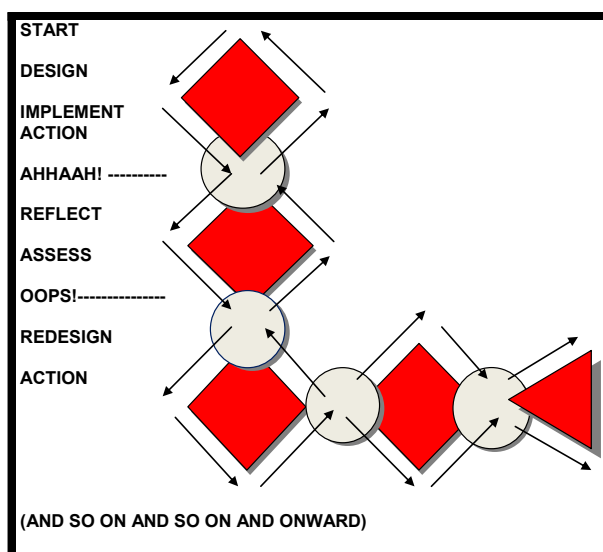 START
DESIGN
IMPLEMENT
ACTION
AHHAAH! ----------
REFLECT
ASSESS
OOPS!---------------
REDESIGN
ACTION
(AND SO ON AND SO ON AND ONWARD)